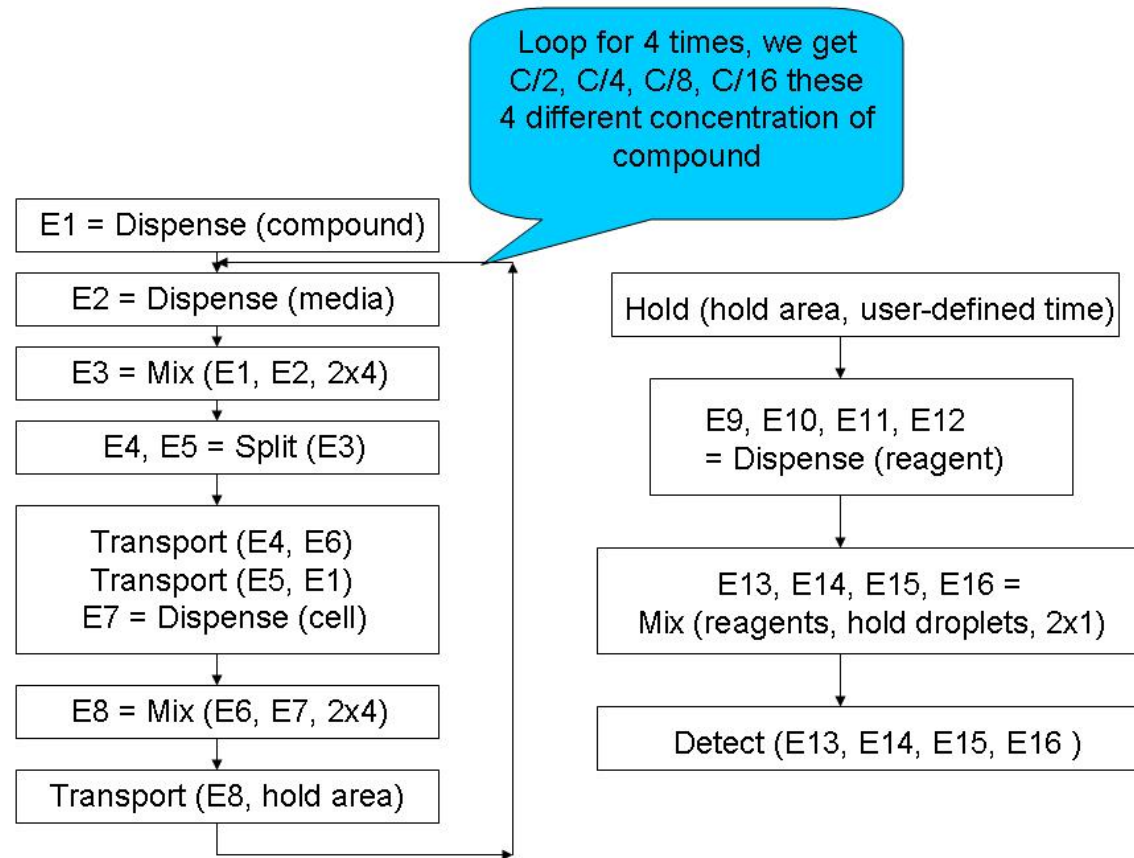 Loop for 4 times, we get
C/2, C/4, C/8, C/16 these
4 different concentration of
compound
E1 = Dispense (compound)
E2 = Dispense (media)
E3 = Mix (E1, E2, 2x4)
E4, E5 = Split (E3)
Transport (E4, E6)
Transport (E5, E1)
E7 = Dispense (cell)
E8 = Mix (E6, E7, 2x4)
Transport (E8, hold area)
Hold (hold area, user-defined time)
E9, E10, E11, E12
= Dispense (reagent)
E13, E14, E15, E16 =
Mix (reagents, hold droplets, 2x1)
Detect (E13, E14, E15, E16 )